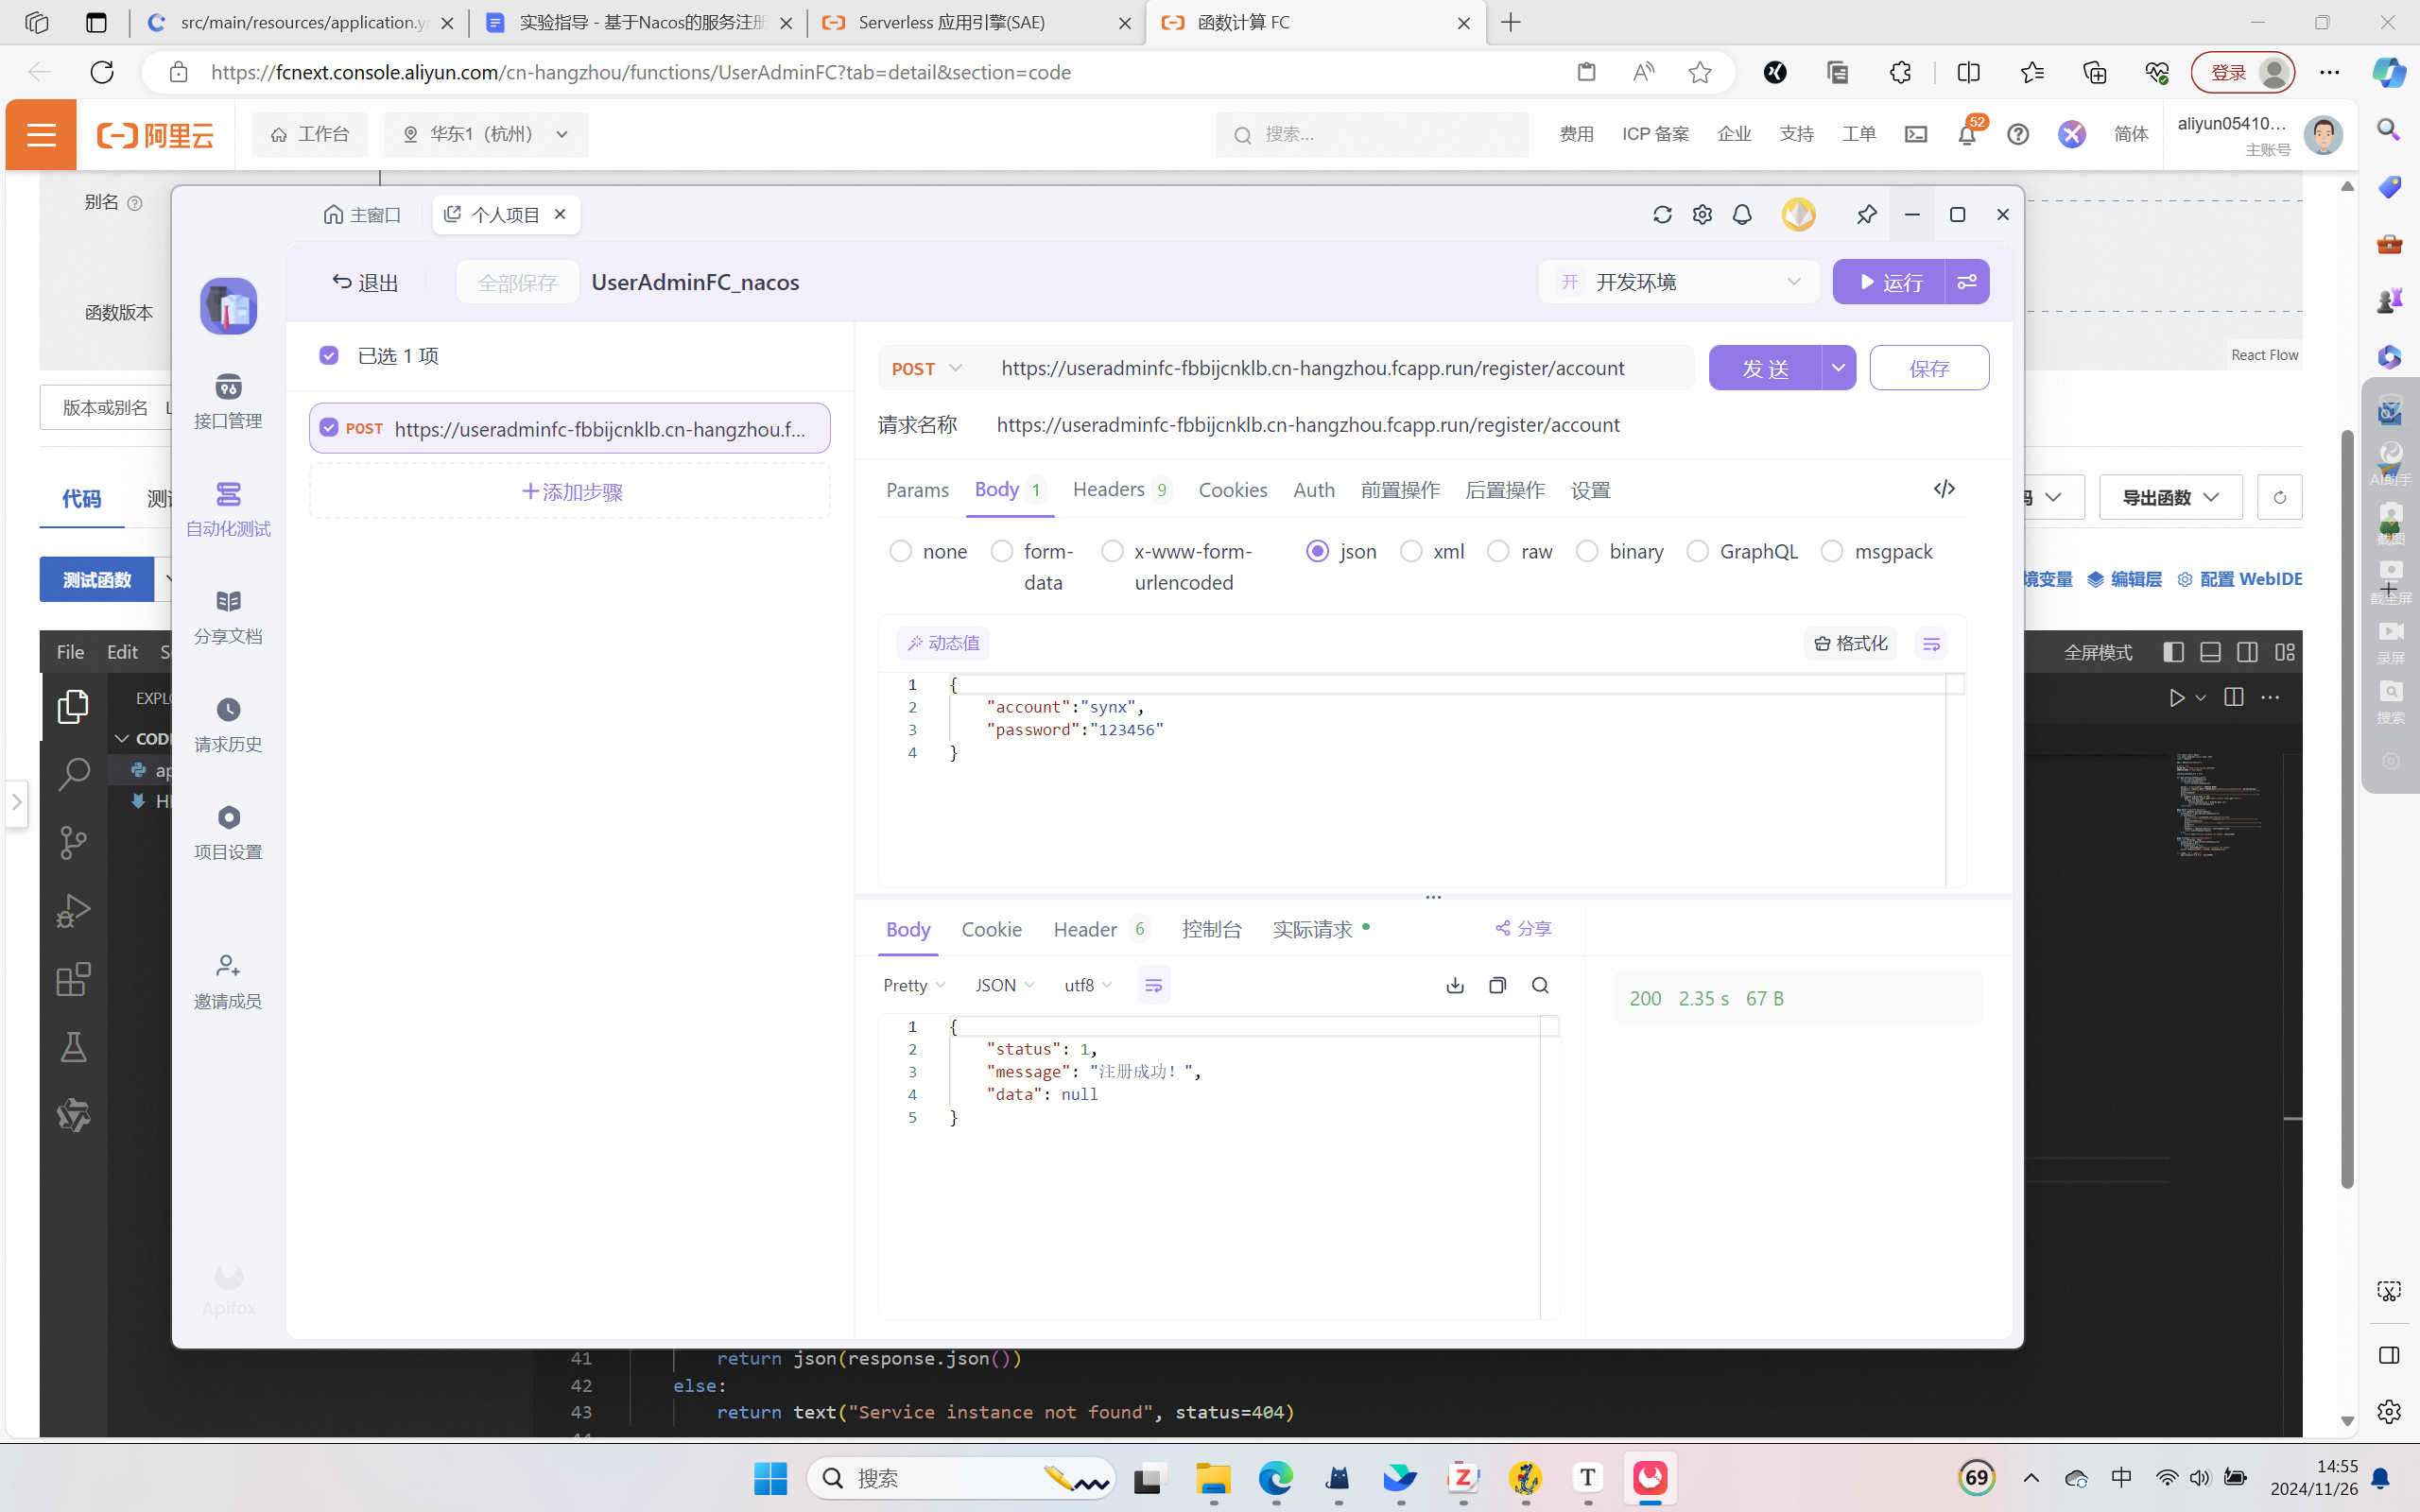 src/main/resources/application.y
实验指导 - 基于Nacos的服务注册
Serverless 应用引擎(SAE)
函数计算 FC
https://fcnext.console.aliyun.com/cn-hangzhou/functions/UserAdminFC?tab=detail&section=code
登录
阿里云
工作台
华东1（杭州）
搜索...
费用
ICP 备案
企业
支持
工单
52
简体
aliyun05410...
主账号
别名
函数版本
React Flow
版本或别名
代码
导出函数
测试函数
境变量
编辑层
配置 WebIDE
File
Edit
全屏模式
主窗口
个人项目
退出
全部保存
UserAdminFC_nacos
开
开发环境
运行
接口管理
自动化测试
分享文档
请求历史
项目设置
邀请成员
Apifox
已选 1 项
POST https://useradminfc-fbbijcnklb.cn-hangzhou.f...
添加步骤
POST
https://useradminfc-fbbijcnklb.cn-hangzhou.fcapp.run/register/account
发 送
保存
请求名称
https://useradminfc-fbbijcnklb.cn-hangzhou.fcapp.run/register/account
Params
Body 1
Headers 9
Cookies
Auth
前置操作
后置操作
设置
none
form-data
x-www-form-urlencoded
json
xml
raw
binary
GraphQL
msgpack
动态值
格式化
1 {
2 "account":"synx",
3 "password":"123456"
4 }
Body
Cookie
Header 6
控制台
实际请求
分享
Pretty
JSON
utf8
200 2.35 s 67 B
1 {
2 "status": 1,
3 "message": "注册成功！",
4 "data": null
5 }
41 return json(response.json())
42 else:
43 return text("Service instance not found", status=404)
AI助手
截图
截全屏
录屏
搜索
搜索
69
中
14:55
2024/11/26